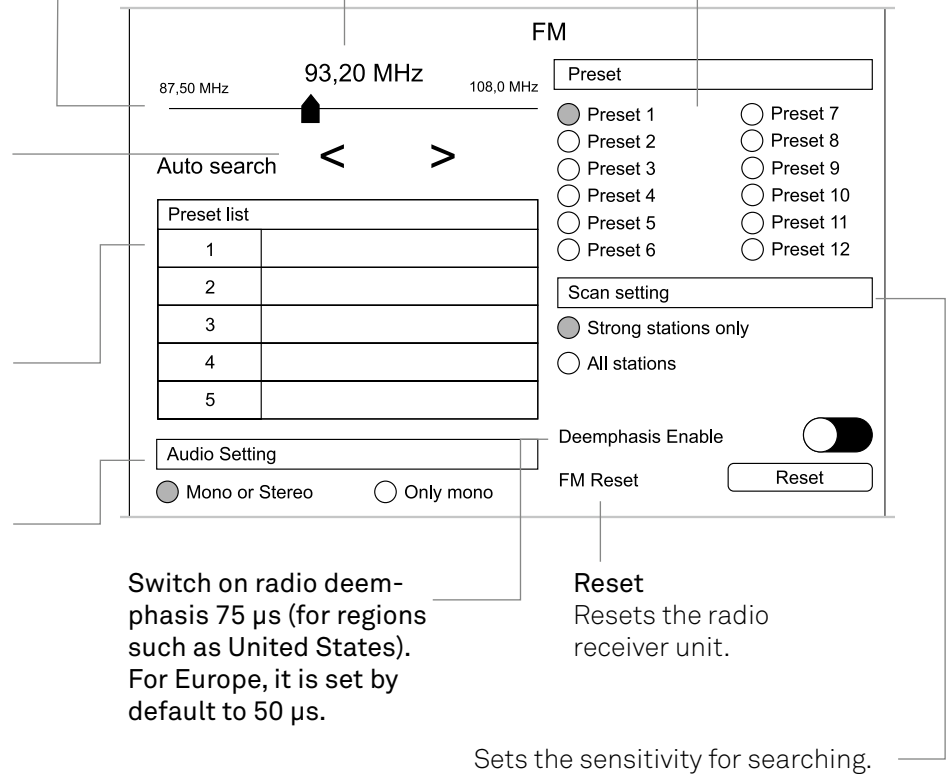 FM
93,20 MHz
87,50 MHz
108,0 MHz
Auto search
<
>
Preset list
1
2
3
4
5
Audio Setting
Mono or Stereo
Only mono
Preset
Preset 1
Preset 2
Preset 3
Preset 4
Preset 5
Preset 6
Preset 7
Preset 8
Preset 9
Preset 10
Preset 11
Preset 12
Scan setting
Strong stations only
All stations
Deemphasis Enable
FM Reset
Reset
Switch on radio deem-
phasis 75 µs (for regions
such as United States).
For Europe, it is set by
default to 50 µs.
Reset
Resets the radio
receiver unit.
Sets the sensitivity for searching.